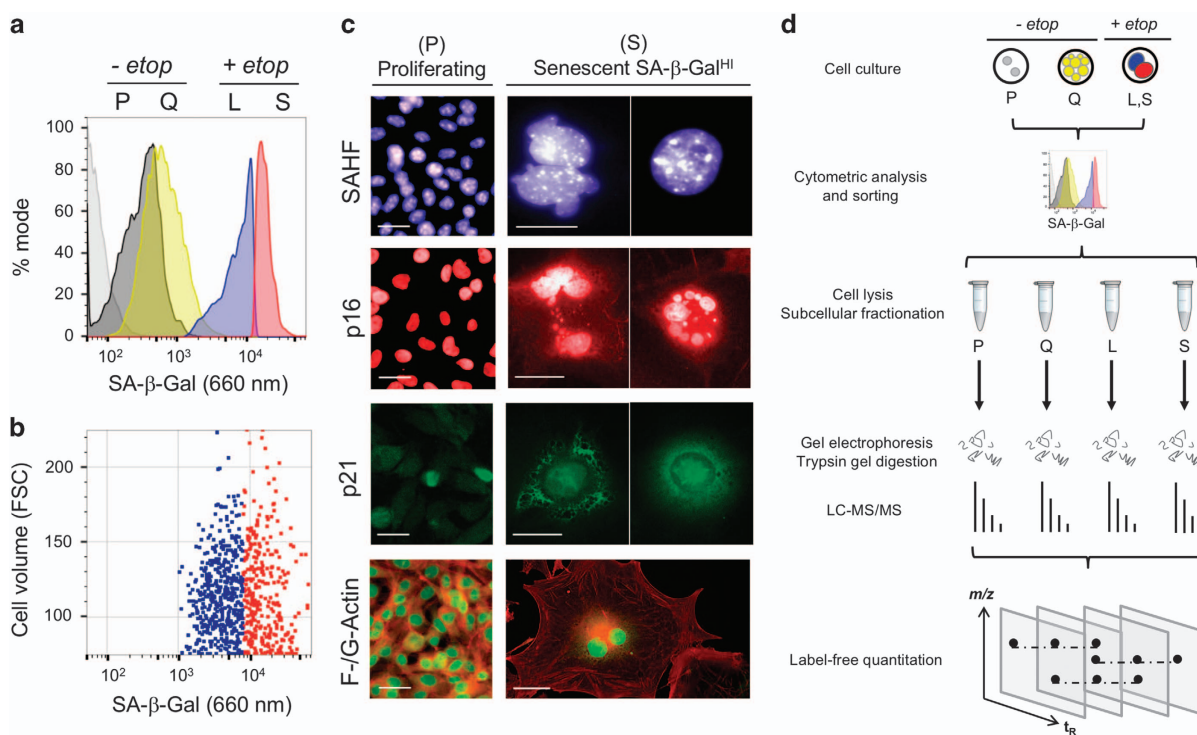 a
- etop
+ etop
P
Q
L
S
100
80
60
40
20
0
% mode
10²
10³
10⁴
SA-β-Gal (660 nm)
b
200
150
100
Cell volume (FSC)
10²
10³
10⁴
SA-β-Gal (660 nm)
c
(P)
Proliferating
(S)
Senescent SA-β-Galᴴᴵ
SAHF
p16
p21
F-/G-Actin
d
- etop
+ etop
Cell culture
P
Q
L,S
Cytometric analysis
and sorting
SA-β-Gal
Cell lysis
Subcellular fractionation
P
Q
L
S
Gel electrophoresis
Trypsin gel digestion
LC-MS/MS
m/z
Label-free quantitation
tR